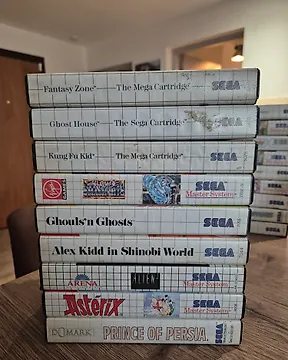 Fantasy Zone — The Mega Cartridge SEGA
Ghost House — The Sega Cartridge SEGA
Kung Fu Kid — The Mega Cartridge SEGA
SEGA
Master System
Ghouls'n Ghosts SEGA
Alex Kidd in Shinobi World SEGA
ARENA ALIEN SEGA
Master System
Asterix SEGA
Master System
DOMARK PRINCE OF PERSIA SEGA